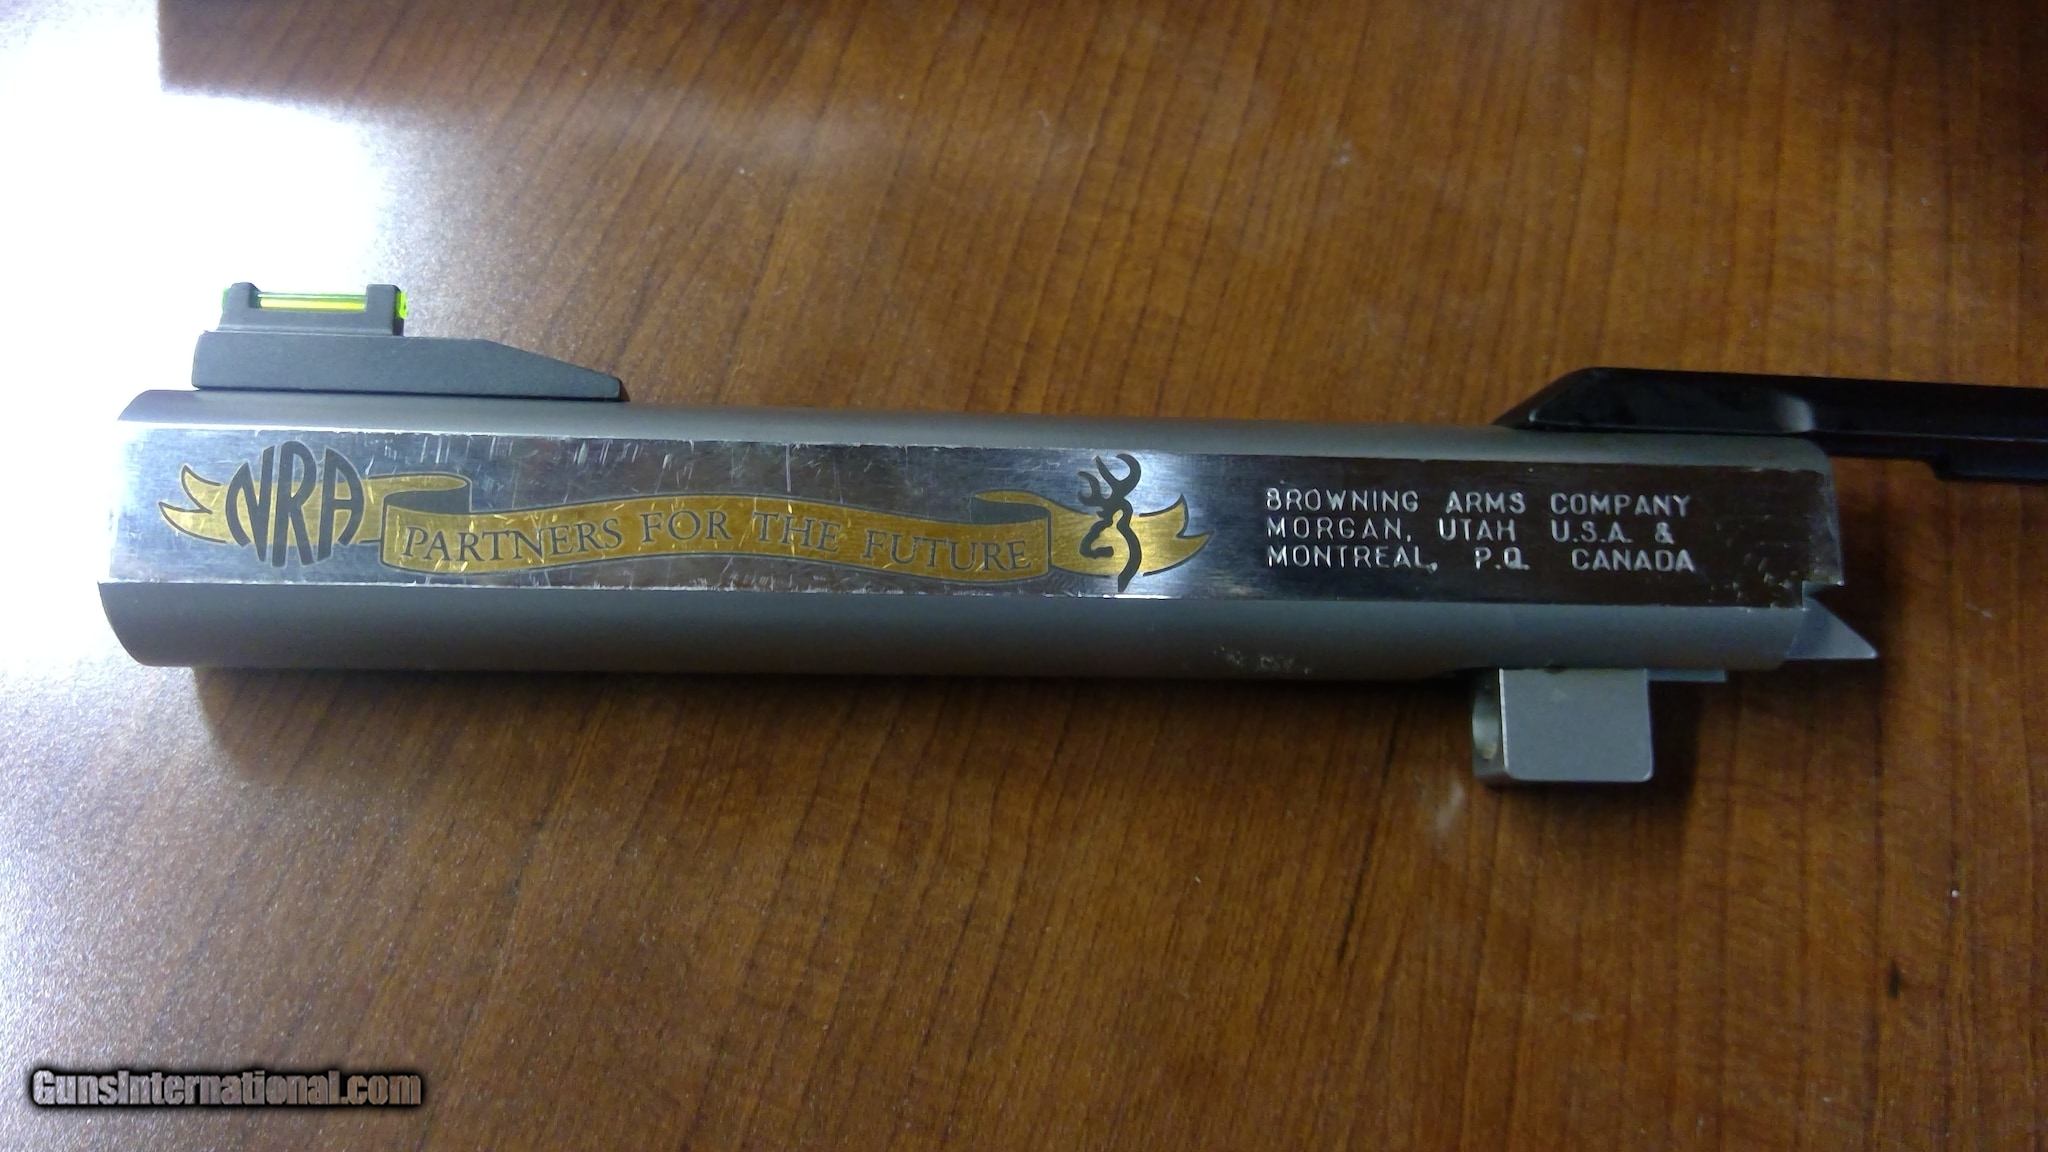 NRA PARTNERS FOR THE FUTURE
BROWNING ARMS COMPANY
MORGAN, UTAH U.S.A. &
MONTREAL, P.Q. CANADA
GunsInternational.com